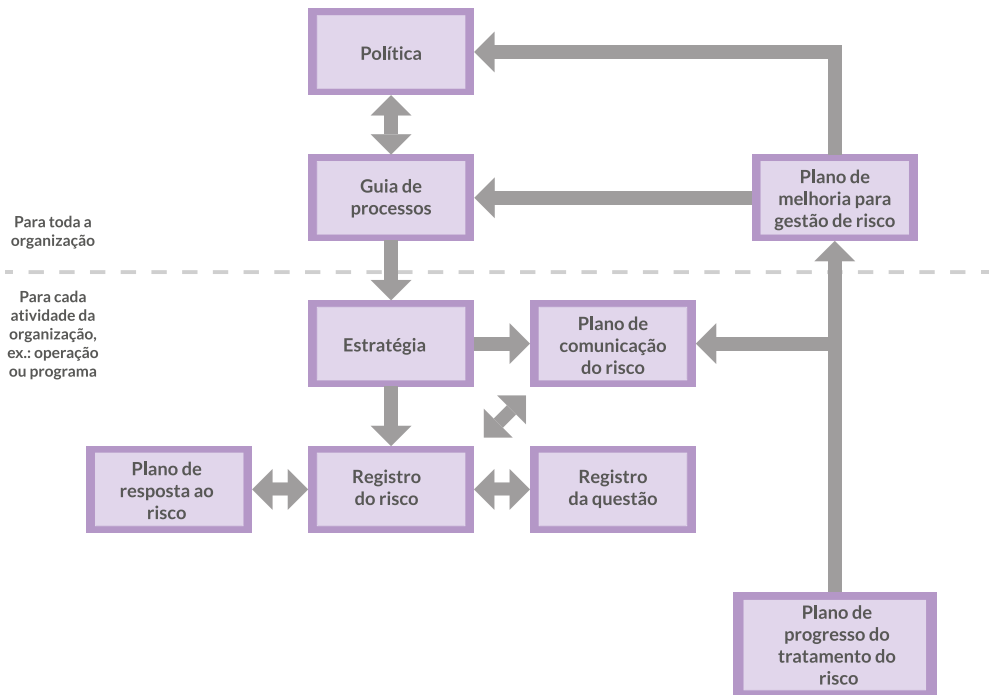 Política
Guia de
processos
Plano de
melhoria para
gestão de risco
Para toda a
organização
Para cada
atividade da
organização,
ex.: operação
ou programa
Estratégia
Plano de
comunicação
do risco
Plano de
resposta ao
risco
Registro
do risco
Registro
da questão
Plano de
progresso do
tratamento do
risco